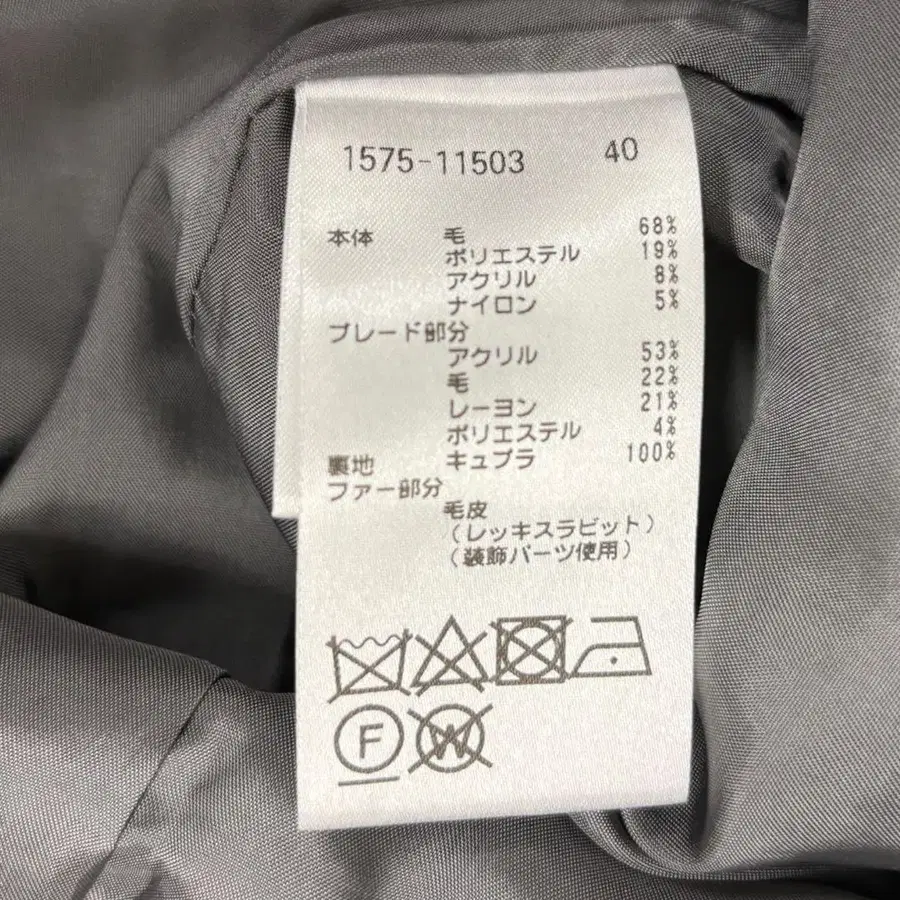 1575-11503 40
本体 毛 68%
ポリエステル 19%
アクリル 8%
ナイロン 5%
ブレード部分
アクリル 53%
毛 22%
レーヨン 21%
ポリエステル 4%
裏地 キュプラ 100%
ファー部分
毛皮
(レッキスラビット)
(装飾パーツ使用)
F W